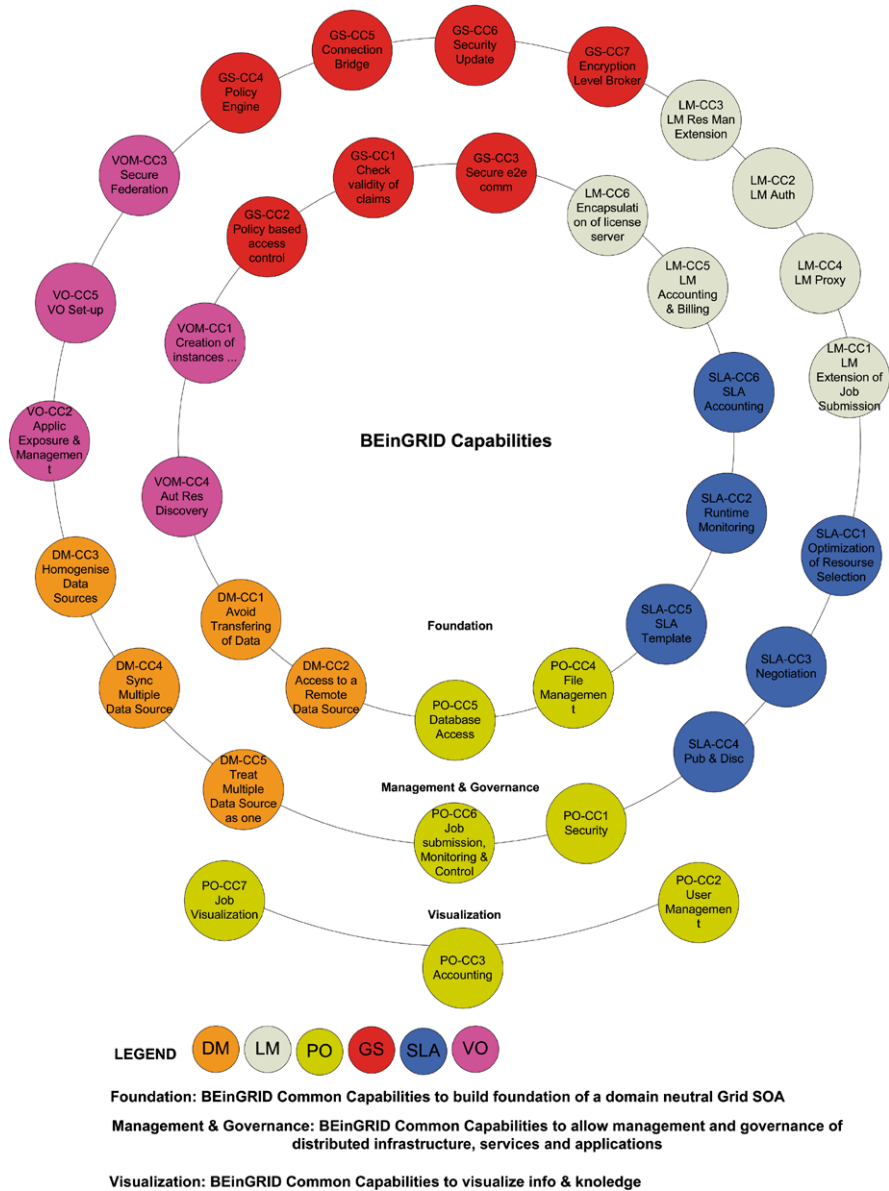 GS-CC6
Security
Update
GS-CC5
Connection
Bridge
GS-CC7
Encryption
Level Broker
GS-CC4
Policy
Engine
LM-CC3
LM Res Man
Extension
VOM-CC3
Secure
Federation
GS-CC1
Check
validity of
claims
GS-CC3
Secure e2e
comm
LM-CC2
LM Auth
GS-CC2
Policy based
access
control
LM-CC6
Encapsulati
on of license
server
LM-CC4
LM Proxy
VO-CC5
VO Set-up
LM-CC5
LM
Accounting
& Billing
VOM-CC1
Creation of
instances ...
LM-CC1
LM
Extension of
Job
Submission
SLA-CC6
SLA
Accounting
VO-CC2
Applic
Exposure &
Managemen
t
BEinGRID Capabilities
VOM-CC4
Aut Res
Discovery
SLA-CC2
Runtime
Monitoring
SLA-CC1
Optimization
of Resourse
Selection
DM-CC3
Homogenise
Data
Sources
DM-CC1
Avoid
Transfering
of Data
Foundation
SLA-CC5
SLA
Template
DM-CC4
Sync
Multiple
Data Source
DM-CC2
Access to a
Remote
Data Source
PO-CC5
Database
Access
PO-CC4
File
Managemen
t
SLA-CC3
Negotiation
SLA-CC4
Pub & Disc
DM-CC5
Treat
Multiple
Data Source
as one
Management & Governance
PO-CC6
Job
submission,
Monitoring &
Control
PO-CC1
Security
PO-CC7
Job
Visualization
Visualization
PO-CC2
User
Managemen
t
PO-CC3
Accounting
LEGEND DM LM PO GS SLA VO
Foundation: BEinGRID Common Capabilities to build foundation of a domain neutral Grid SOA
Management & Governance: BEinGRID Common Capabilities to allow management and governance of
distributed infrastructure, services and applications
Visualization: BEinGRID Common Capabilities to visualize info & knoledge